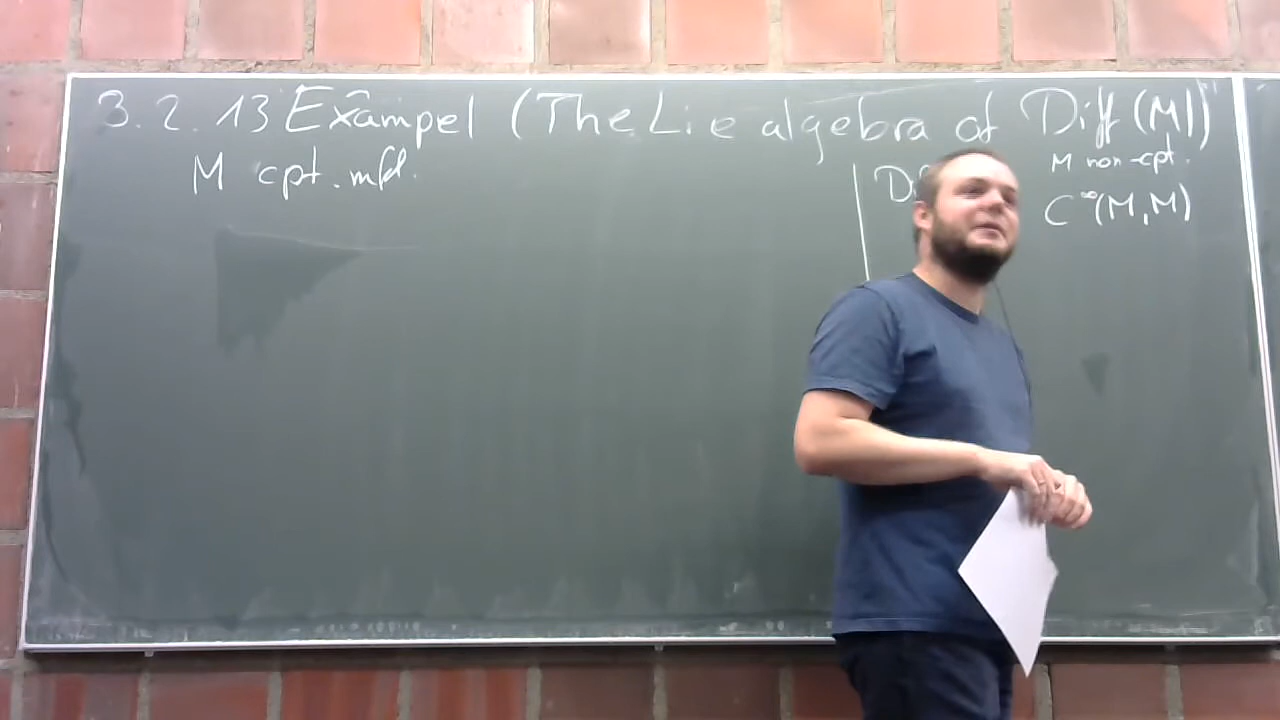 3.2.13 Exampel (The Lie algebra of Diff(M))
M cpt. mfd.
M non-cpt.
C^∞(M,M)